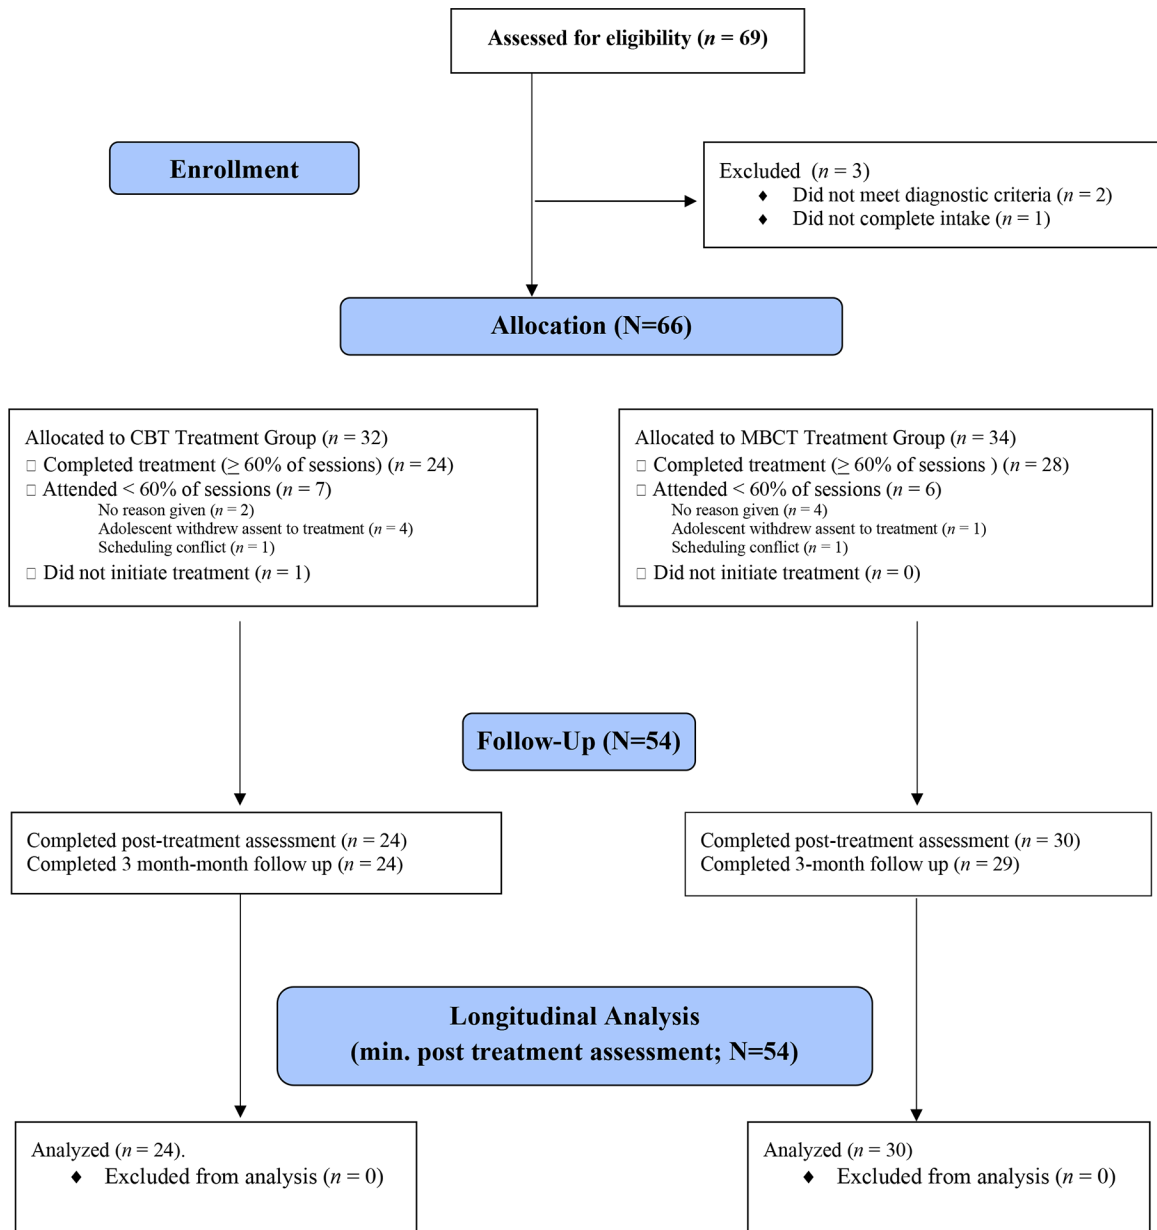 Assessed for eligibility (n = 69)
Enrollment
Excluded (n = 3)
♦ Did not meet diagnostic criteria (n = 2)
♦ Did not complete intake (n = 1)
Allocation (N=66)
Allocated to CBT Treatment Group (n = 32)
□ Completed treatment (≥ 60% of sessions) (n = 24)
□ Attended < 60% of sessions (n = 7)
No reason given (n = 2)
Adolescent withdrew assent to treatment (n = 4)
Scheduling conflict (n = 1)
□ Did not initiate treatment (n = 1)
Allocated to MBCT Treatment Group (n = 34)
□ Completed treatment (≥ 60% of sessions ) (n = 28)
□ Attended < 60% of sessions (n = 6)
No reason given (n = 4)
Adolescent withdrew assent to treatment (n = 1)
Scheduling conflict (n = 1)
□ Did not initiate treatment (n = 0)
Follow-Up (N=54)
Completed post-treatment assessment (n = 24)
Completed 3 month-month follow up (n = 24)
Completed post-treatment assessment (n = 30)
Completed 3-month follow up (n = 29)
Longitudinal Analysis
(min. post treatment assessment; N=54)
Analyzed (n = 24).
♦ Excluded from analysis (n = 0)
Analyzed (n = 30)
♦ Excluded from analysis (n = 0)